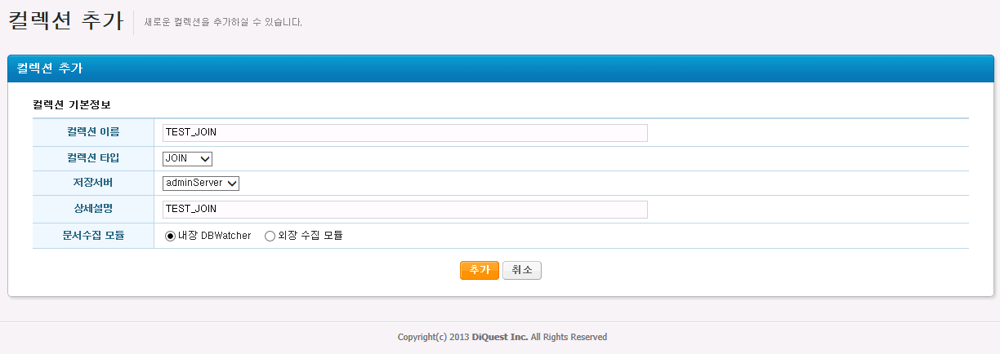 컬렉션 추가
새로운 컬렉션을 추가하실 수 있습니다.
컬렉션 추가
컬렉션 기본정보
컬렉션 이름 TEST_JOIN
컬렉션 타입 JOIN
저장서버 adminServer
상세설명 TEST_JOIN
문서수집 모듈 내장 DBWatcher 외장 수집 모듈
추가 취소
Copyright(c) 2013 DiQuest Inc. All Rights Reserved